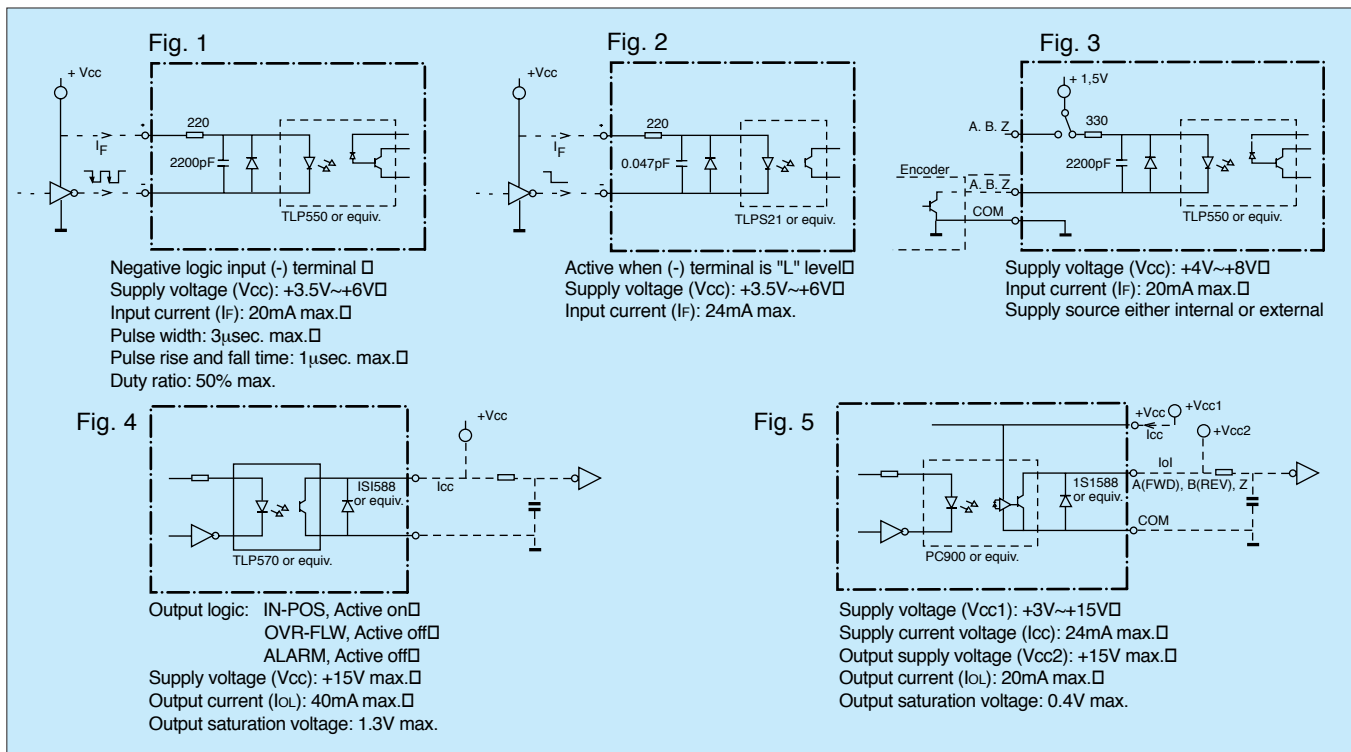 Fig. 1
+ Vcc
220
+
IF
2200pF
-
TLP550 or equiv.
Negative logic input (-) terminal □
Supply voltage (Vcc): +3.5V~+6V□
Input current (IF): 20mA max.□
Pulse width: 3μsec. max.□
Pulse rise and fall time: 1μsec. max.□
Duty ratio: 50% max.
Fig. 2
+Vcc
220
+
IF
0.047pF
-
TLPS21 or equiv.
Active when (-) terminal is "L" level□
Supply voltage (Vcc): +3.5V~+6V□
Input current (IF): 24mA max.
Fig. 3
+ 1,5V
A. B. Z
330
2200pF
Encoder
A. B. Z
COM
TLP550 or equiv.
Supply voltage (Vcc): +4V~+8V□
Input current (IF): 20mA max.□
Supply source either internal or external
Fig. 4
+Vcc
ISI588
or equiv.
Icc
TLP570 or equiv.
Output logic: IN-POS, Active on□
OVR-FLW, Active off□
ALARM, Active off□
Supply voltage (Vcc): +15V max.□
Output current (IOL): 40mA max.□
Output saturation voltage: 1.3V max.
Fig. 5
+Vcc
+Vcc1
Icc
+Vcc2
IoI
1S1588
or equiv.
A(FWD), B(REV), Z
COM
PC900 or equiv.
Supply voltage (Vcc1): +3V~+15V□
Supply current voltage (Icc): 24mA max.□
Output supply voltage (Vcc2): +15V max.□
Output current (IOL): 20mA max.□
Output saturation voltage: 0.4V max.